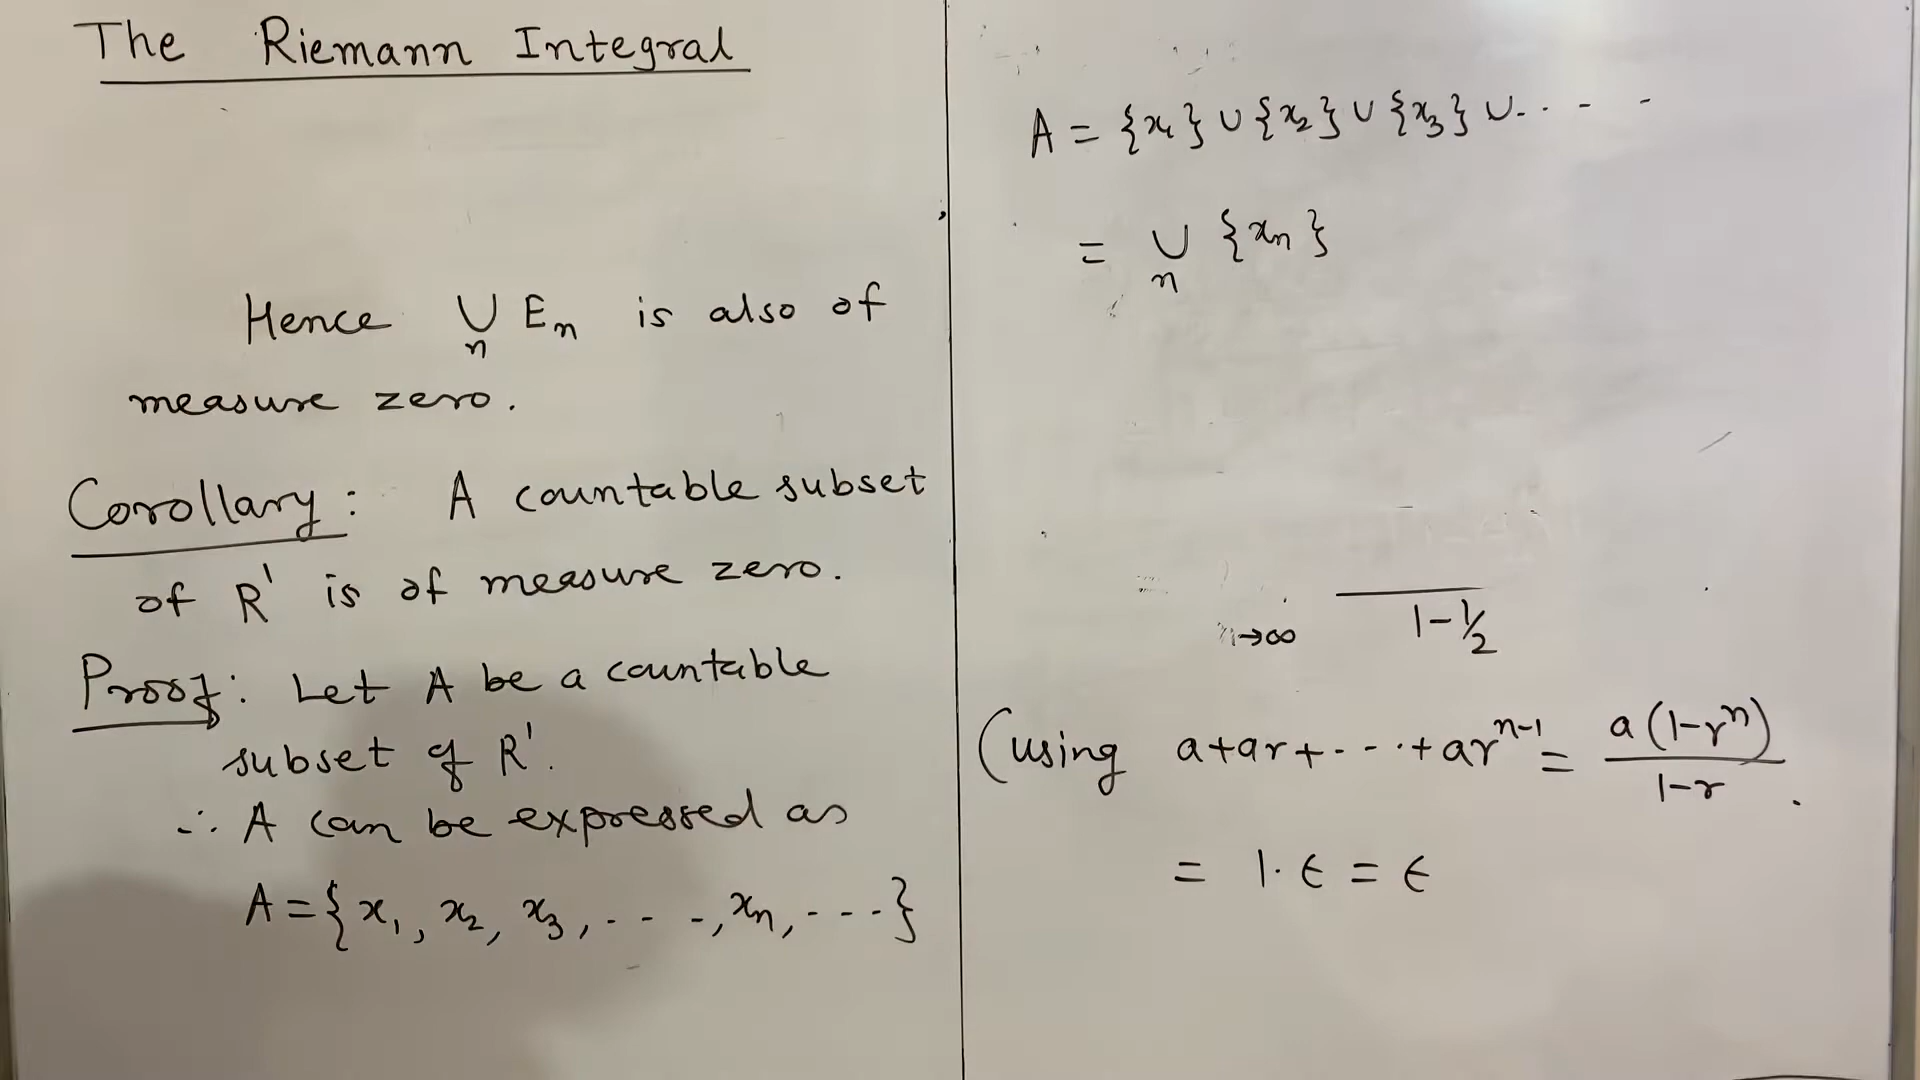 The Riemann Integral
Hence ∪ Eₙ is also of
n
measure zero.
Corollary: A countable subset
of R' is of measure zero.
Proof: Let A be a countable
subset of R'.
∴ A can be expressed as
A = {x₁, x₂, x₃, - - -, xₙ, - - -}
A = {x₁} ∪ {x₂} ∪ {x₃} ∪ - - - -
= ∪ {xₙ}
n
→∞ 1-1/2
(using a+ar+---+arⁿ⁻¹ = a(1-rⁿ)/1-r .
= 1.ϵ = ϵ